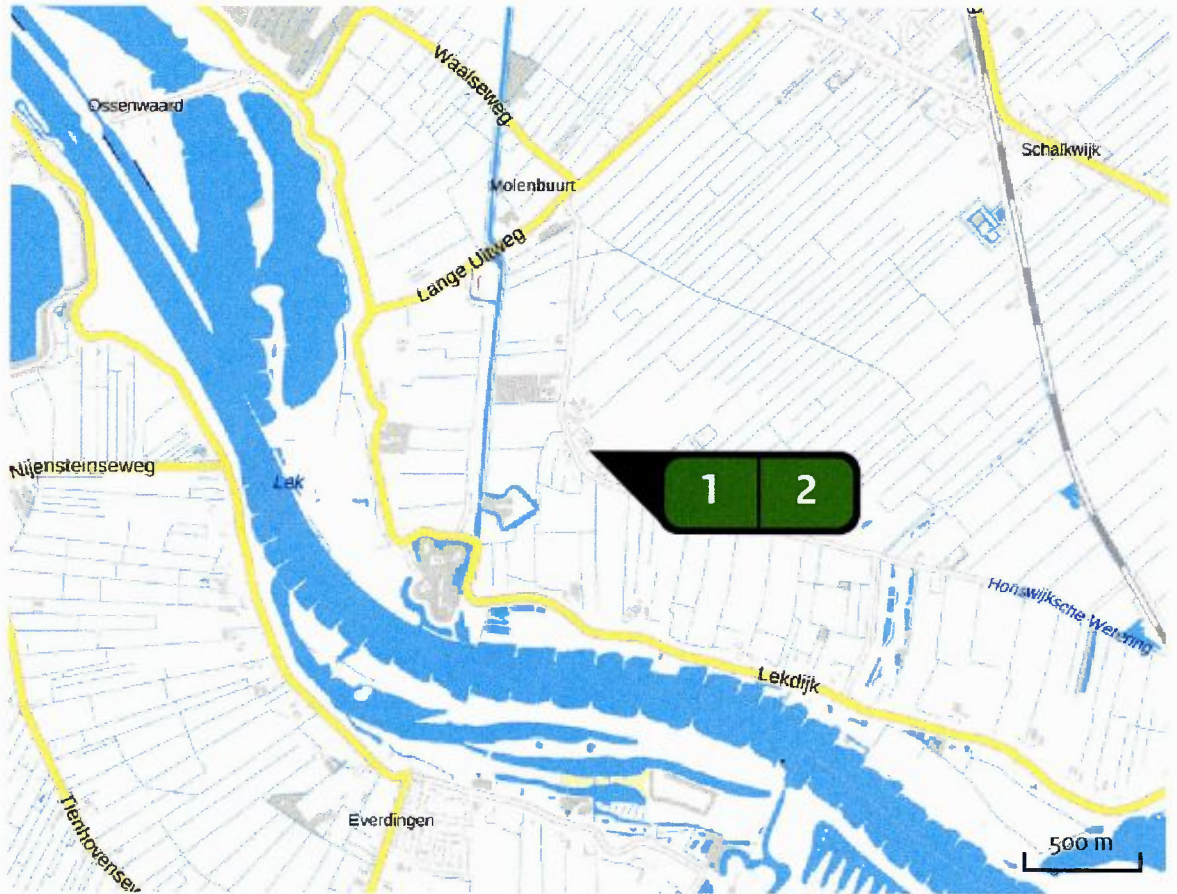 Waalseweg
Ossenwaard
Schalkwijk
Molenbuurt
Lange Uitweg
Nijensteinseweg
Lek
1 2
Honswijksche Wetering
Lekdijk
Everdingen
500 m